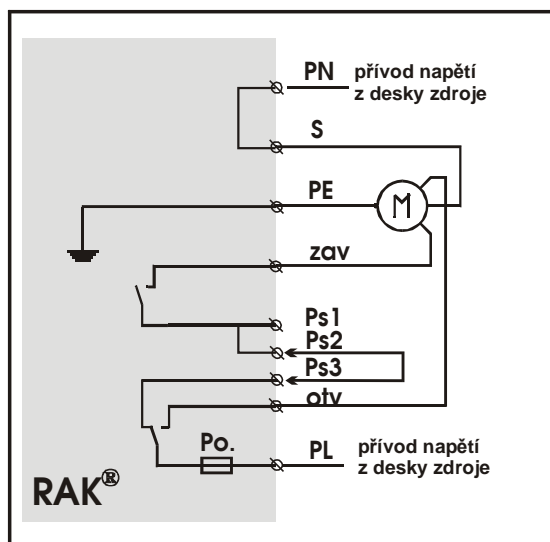 PN
přívod napětí
z desky zdroje
S
PE
M
zav
Ps1
Ps2
Ps3
otv
Po.
PL
přívod napětí
z desky zdroje
RAK®